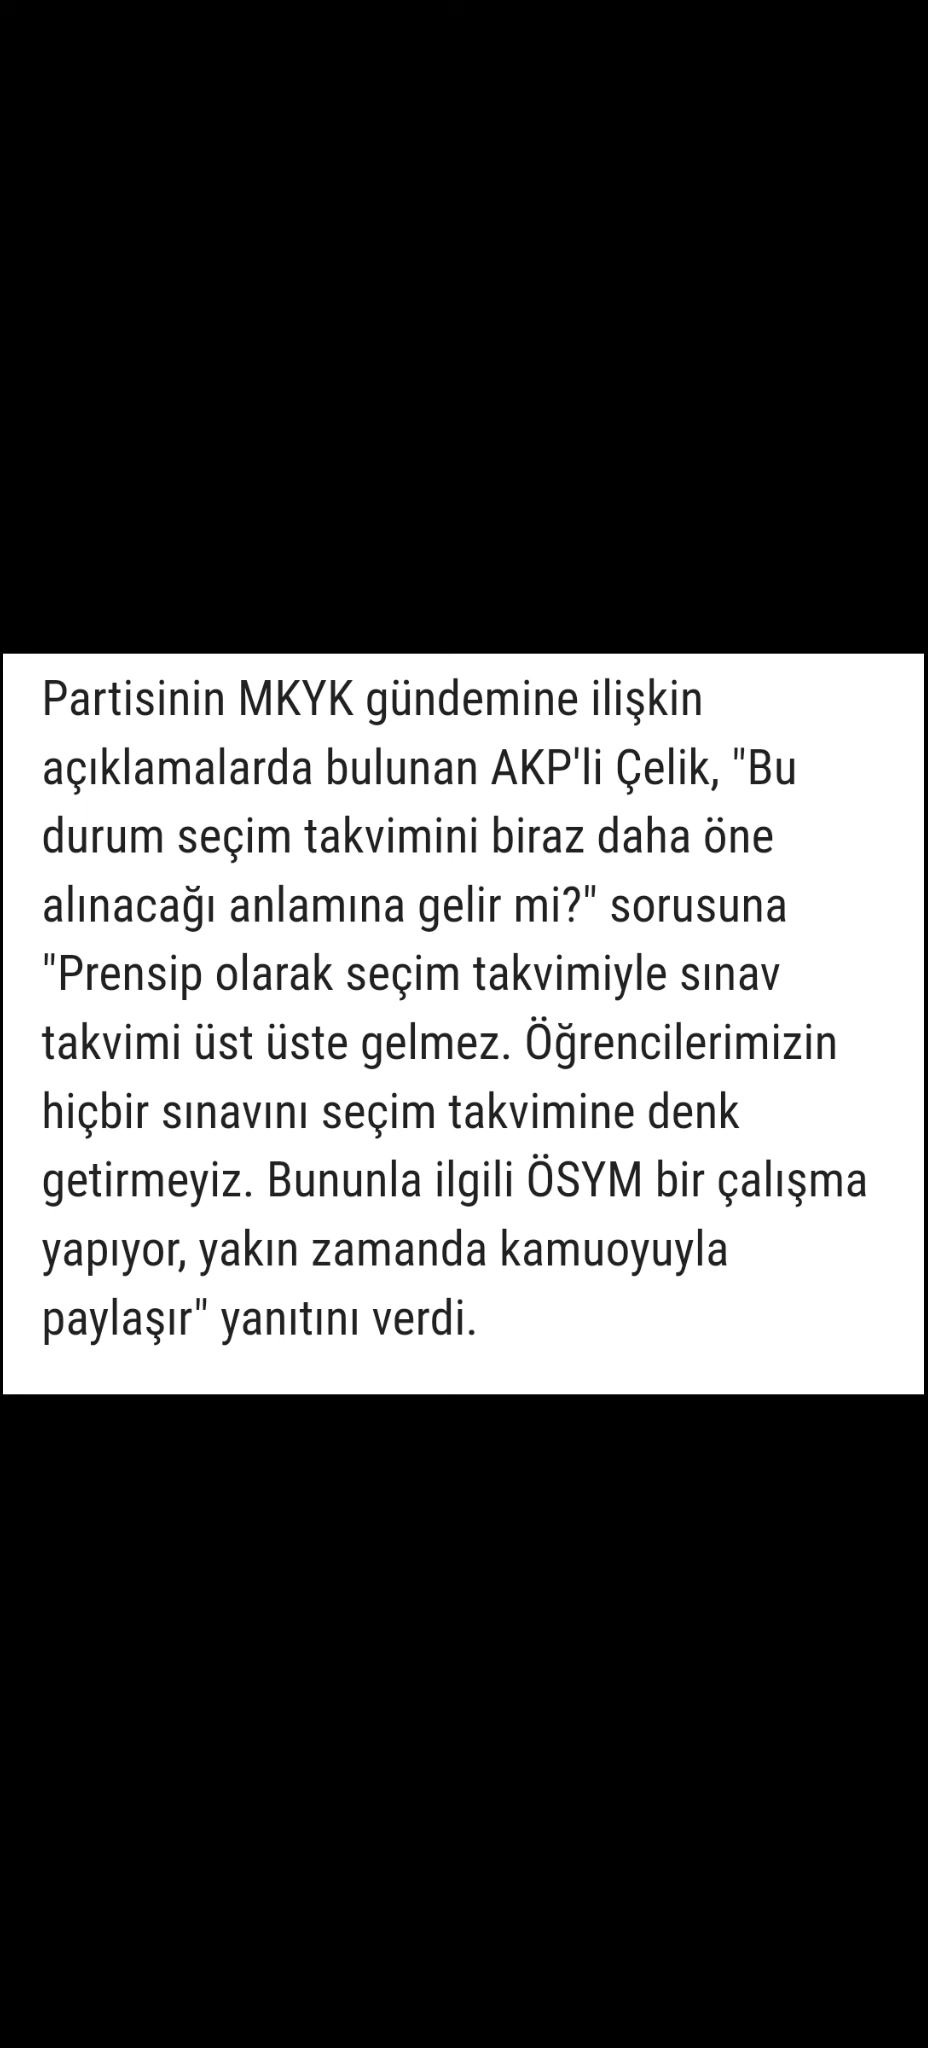 Partisinin MKYK gündemine ilişkin
açıklamalarda bulunan AKP'li Çelik, "Bu
durum seçim takvimini biraz daha öne
alınacağı anlamına gelir mi?" sorusuna
"Prensip olarak seçim takvimiyle sınav
takvimi üst üste gelmez. Öğrencilerimizin
hiçbir sınavını seçim takvimine denk
getirmeyiz. Bununla ilgili ÖSYM bir çalışma
yapıyor, yakın zamanda kamuoyuyla
paylaşır" yanıtını verdi.